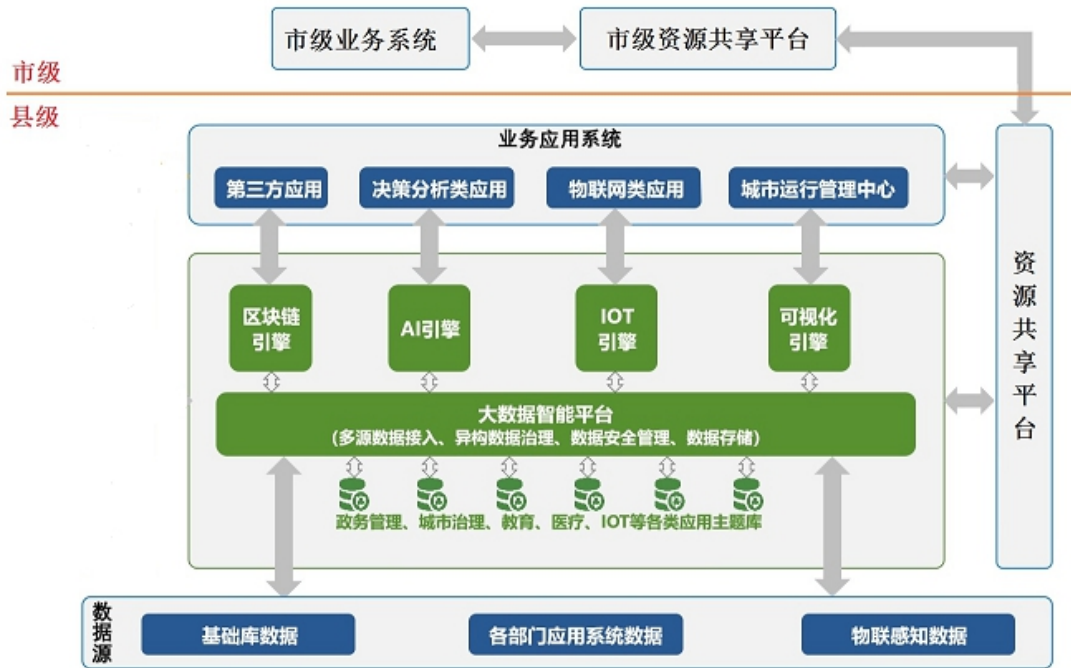 市级业务系统
市级资源共享平台
市级
县级
业务应用系统
第三方应用
决策分析类应用
物联网类应用
城市运行管理中心
资源共享平台
区块链
引擎
AI引擎
IOT
引擎
可视化
引擎
大数据智能平台
(多源数据接入、异构数据治理、数据安全管理、数据存储)
政务管理、城市治理、教育、医疗、IOT等各类应用主题库
数据源
基础库数据
各部门应用系统数据
物联感知数据